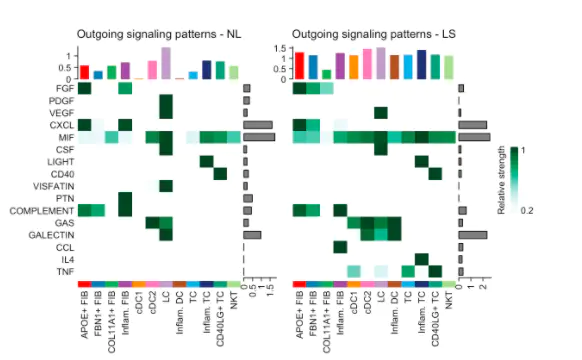 Outgoing signaling patterns - NL
Outgoing signaling patterns - LS
1
0.5
0
1.5
1
0.5
0
FGF
PDGF
VEGF
CXCL
MIF
CSF
LIGHT
CD40
VISFATIN
PTN
COMPLEMENT
GAS
GALECTIN
CCL
IL4
TNF
Relative strength
1
0.2
APOE+ FIB
FBN1+ FIB
COL11A1+ FIB
Inflam. FIB
cDC1
cDC2
LC
Inflam. DC
TC
Inflam. TC
CD40LG+ TC
NKT
0
0.5
1
1.5
APOE+ FIB
FBN1+ FIB
COL11A1+ FIB
Inflam. FIB
cDC1
cDC2
LC
Inflam. DC
TC
Inflam. TC
CD40LG+ TC
NKT
0
1
2